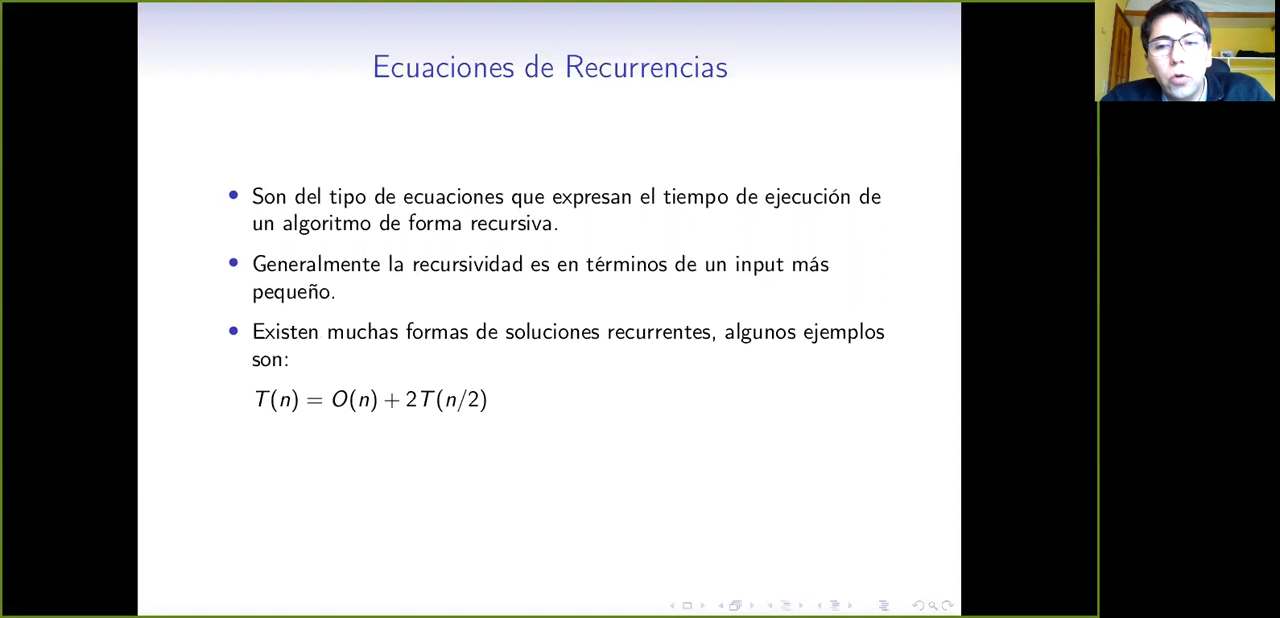 Ecuaciones de Recurrencias
Son del tipo de ecuaciones que expresan el tiempo de ejecución de
un algoritmo de forma recursiva.
Generalmente la recursividad es en términos de un input más
pequeño.
Existen muchas formas de soluciones recurrentes, algunos ejemplos
son:
T(n) = O(n) + 2T(n/2)